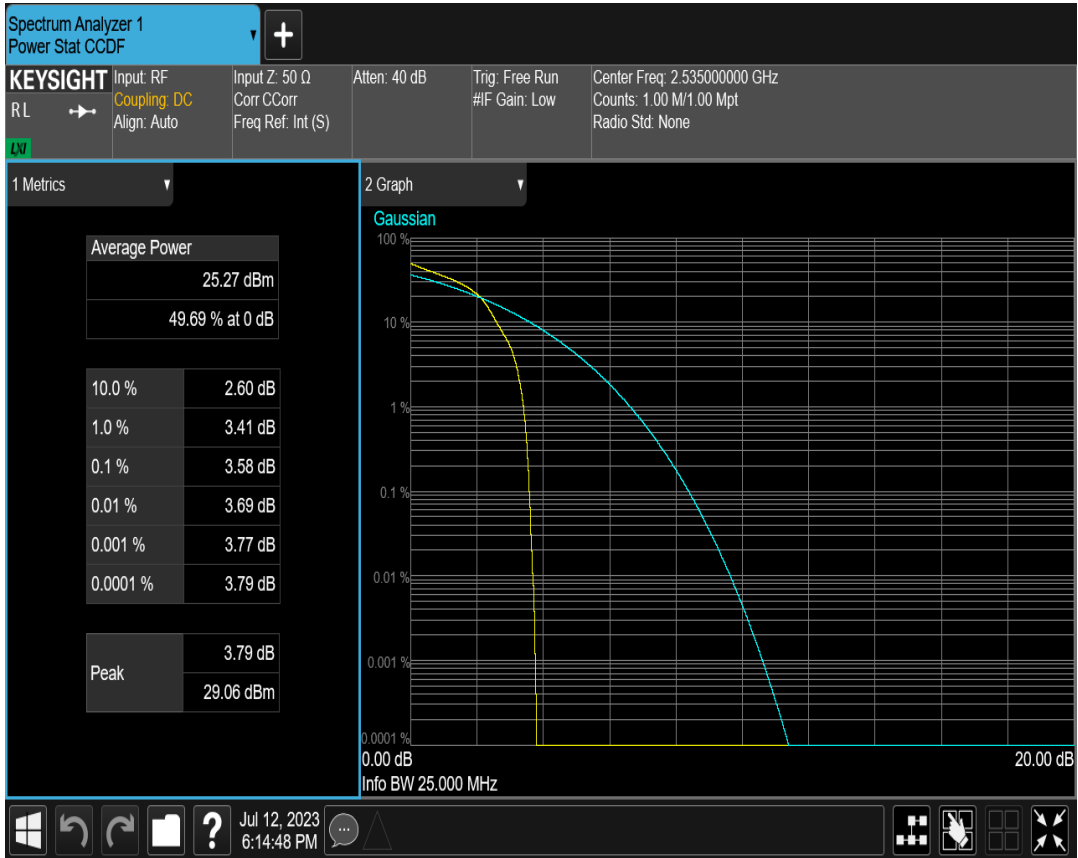 Spectrum Analyzer 1
Power Stat CCDF
KEYSIGHT
RL
LXI
Input: RF
Coupling: DC
Align: Auto
Input Z: 50 Ω
Corr CCorr
Freq Ref: Int (S)
Atten: 40 dB
Trig: Free Run
#IF Gain: Low
Center Freq: 2.535000000 GHz
Counts: 1.00 M/1.00 Mpt
Radio Std: None
1 Metrics
Average Power
25.27 dBm
49.69 % at 0 dB
10.0 % 2.60 dB
1.0 % 3.41 dB
0.1 % 3.58 dB
0.01 % 3.69 dB
0.001 % 3.77 dB
0.0001 % 3.79 dB
Peak
3.79 dB
29.06 dBm
2 Graph
Gaussian
100 %
10 %
1 %
0.1 %
0.01 %
0.001 %
0.0001 %
0.00 dB 20.00 dB
Info BW 25.000 MHz
Jul 12, 2023
6:14:48 PM